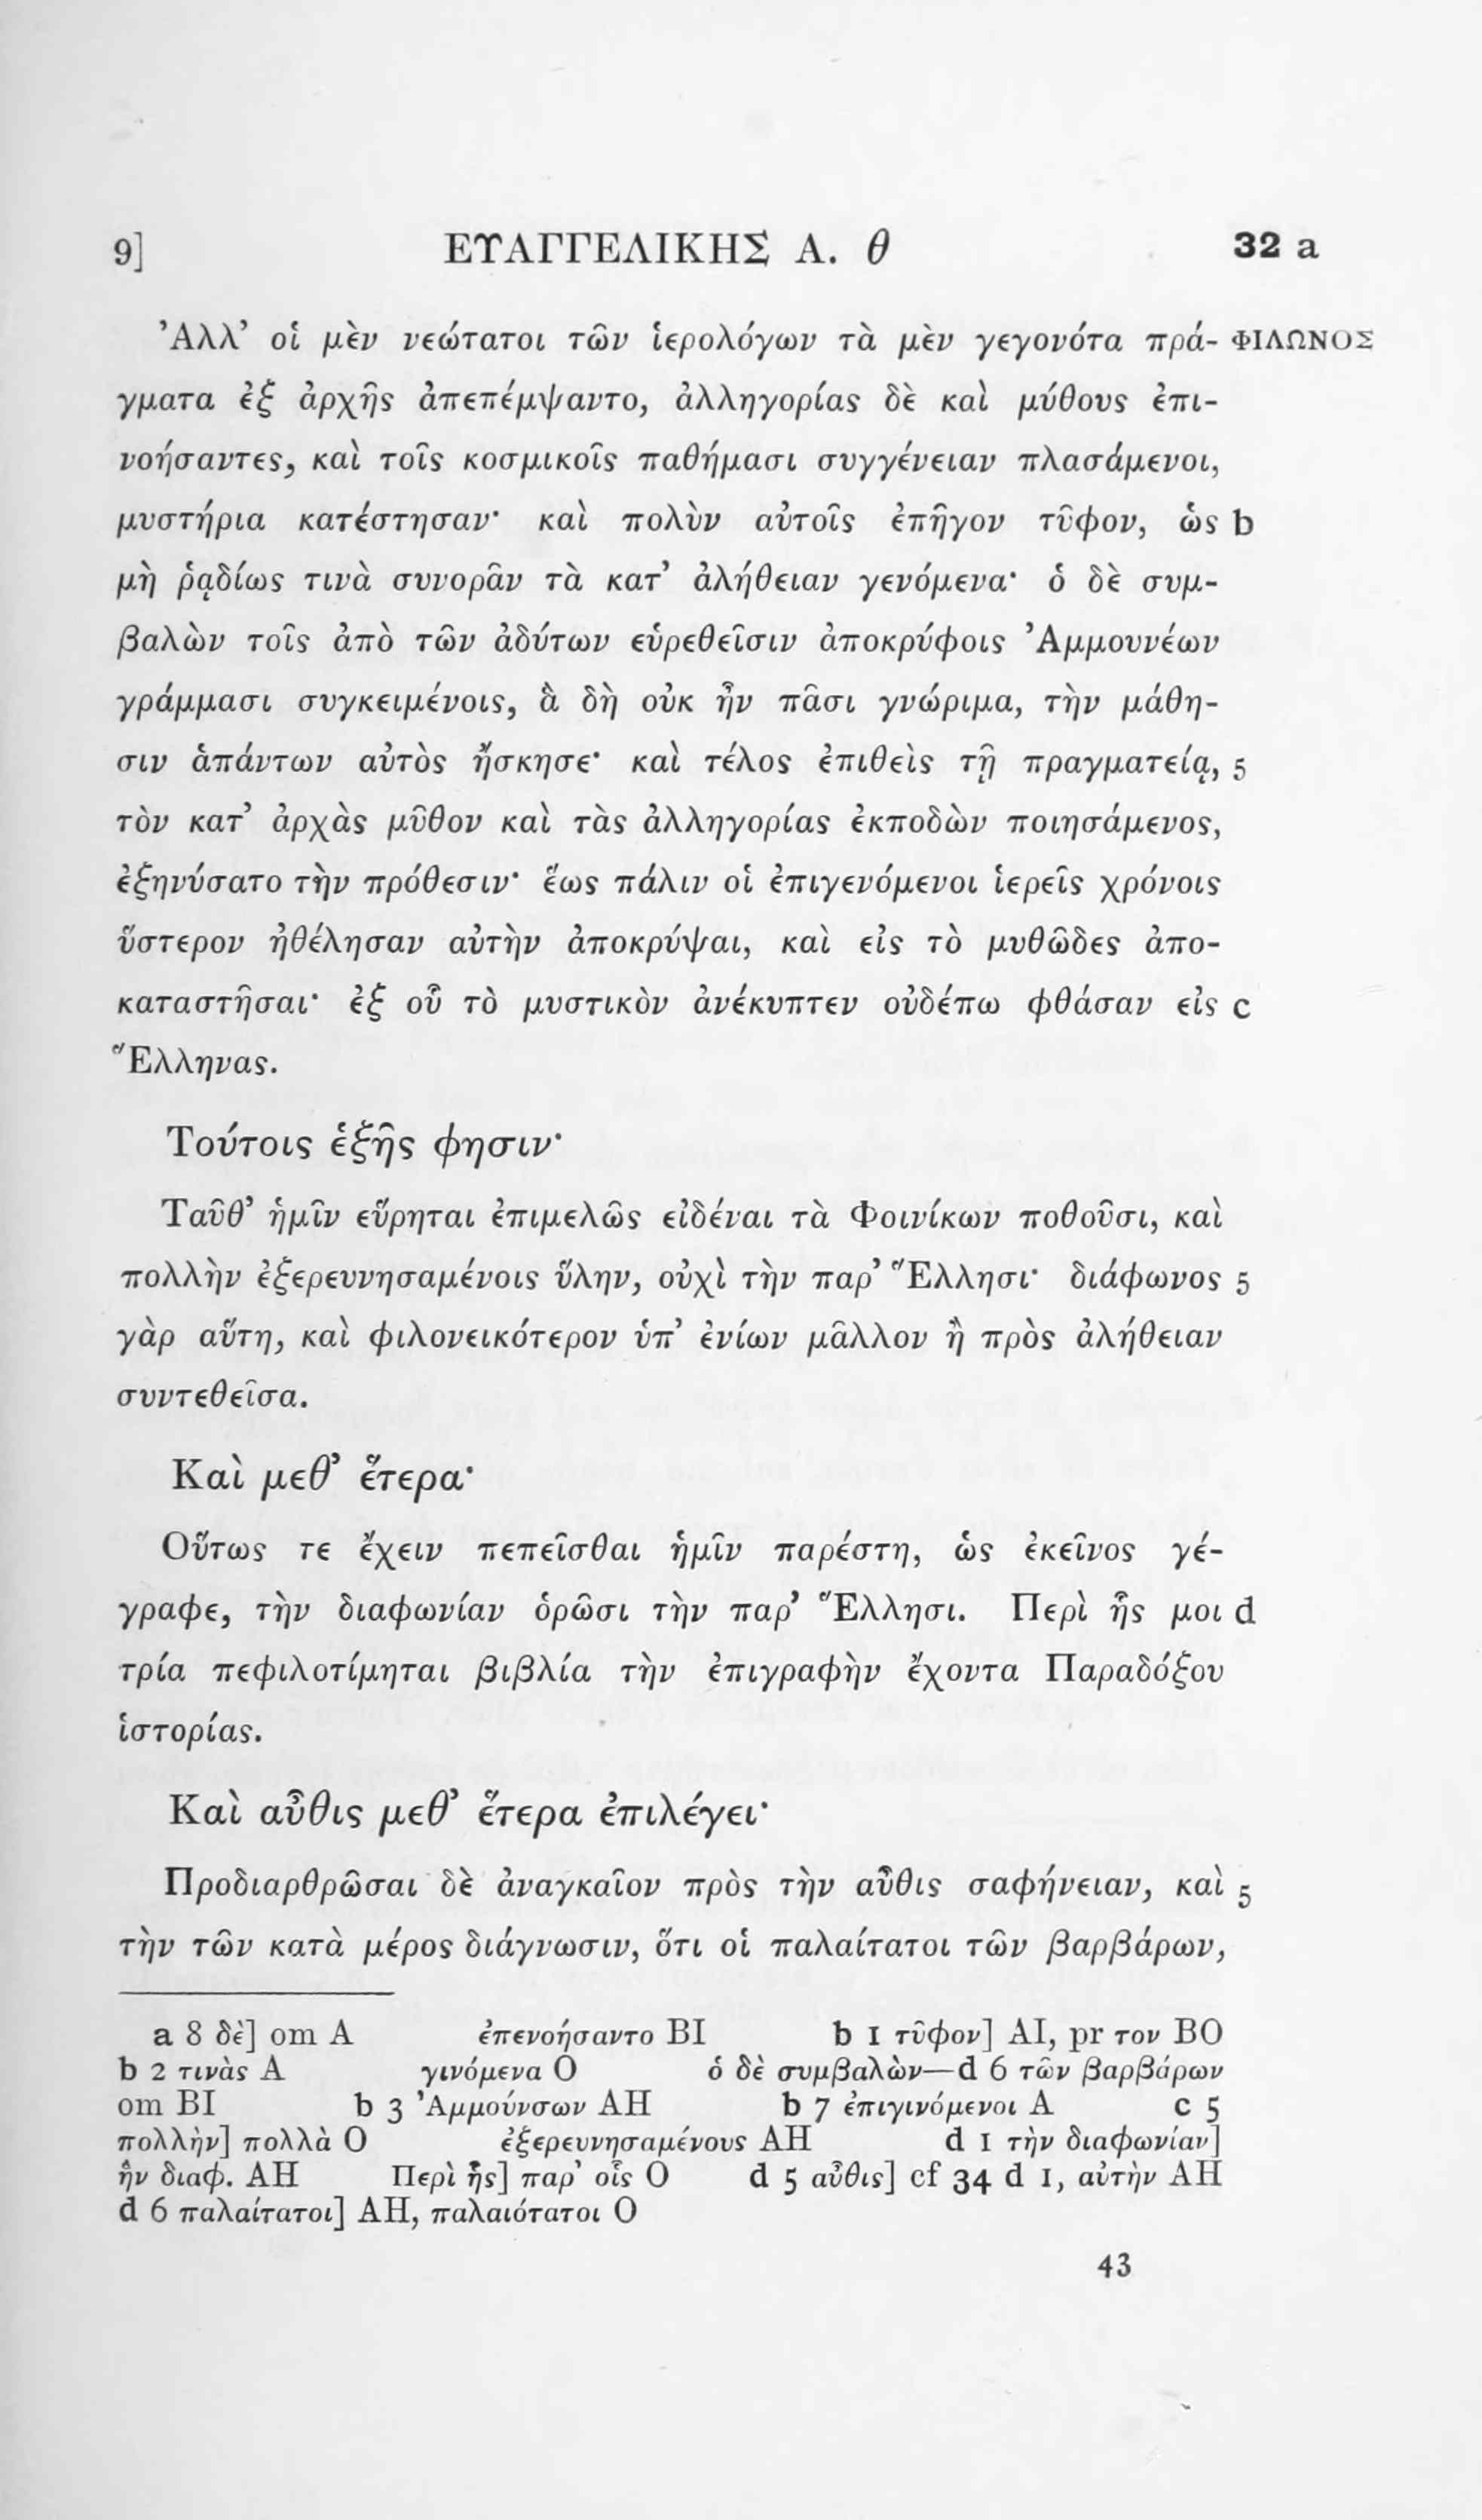 9] ΕΥΑΓΓΕΛΙΚΗΣ Α. θ 32 a
Ἀλλ’ οἱ μὲν νεώτατοι τῶν ἱερολόγων τὰ μὲν γεγονότα πρά- ΦΙΛΩΝΟΣ
γματα ἐξ ἀρχῆς ἀπεπέμψαντο, ἀλληγορίας δὲ καὶ μύθους ἐπι-
νοήσαντες, καὶ τοῖς κοσμικοῖς παθήμασι συγγένειαν πλασάμενοι,
μυστήρια κατέστησαν· καὶ πολὺν αὐτοῖς ἐπῆγον τῦφον, ὡς b
μὴ ῥᾳδίως τινὰ συνορᾶν τὰ κατ’ ἀλήθειαν γενόμενα· ὁ δὲ συμ-
βαλὼν τοῖς ἀπὸ τῶν ἀδύτων εὑρεθεῖσιν ἀποκρύφοις Ἀμμουνέων
γράμμασι συγκειμένοις, ἃ δὴ οὐκ ἦν πᾶσι γνώριμα, τὴν μάθη-
σιν ἁπάντων αὐτὸς ἤσκησε· καὶ τέλος ἐπιθεὶς τῇ πραγματείᾳ, 5
τὸν κατ’ ἀρχὰς μῦθον καὶ τὰς ἀλληγορίας ἐκποδὼν ποιησάμενος,
ἐξηνύσατο τὴν πρόθεσιν· ἕως πάλιν οἱ ἐπιγενόμενοι ἱερεῖς χρόνοις
ὕστερον ἠθέλησαν αὐτὴν ἀποκρύψαι, καὶ εἰς τὸ μυθῶδες ἀπο-
καταστῆσαι· ἐξ οὗ τὸ μυστικὸν ἀνέκυπτεν οὐδέπω φθάσαν εἰς c
Ἕλληνας.
Τούτοις ἑξῆς φησιν·
Ταῦθ’ ἡμῖν εὕρηται ἐπιμελῶς εἰδέναι τὰ Φοινίκων ποθοῦσι, καὶ
πολλὴν ἐξερευνησαμένοις ὕλην, οὐχὶ τὴν παρ’ Ἕλλησι· διάφωνος 5
γὰρ αὕτη, καὶ φιλονεικότερον ὑπ’ ἐνίων μᾶλλον ἢ πρὸς ἀλήθειαν
συντεθεῖσα.
Καὶ μεθ’ ἕτερα·
Οὕτως τε ἔχειν πεπεῖσθαι ἡμῖν παρέστη, ὡς ἐκεῖνος γέ-
γραφε, τὴν διαφωνίαν ὁρῶσι τὴν παρ’ Ἕλλησι. Περὶ ἧς μοι d
τρία πεφιλοτίμηται βιβλία τὴν ἐπιγραφὴν ἔχοντα Παραδόξου
ἱστορίας.
Καὶ αὖθις μεθ’ ἕτερα ἐπιλέγει·
Προδιαρθρῶσαι δὲ ἀναγκαῖον πρὸς τὴν αὖθις σαφήνειαν, καὶ 5
τὴν τῶν κατὰ μέρος διάγνωσιν, ὅτι οἱ παλαίτατοι τῶν βαρβάρων,
a 8 δὲ] om A ἐπενοήσαντο BI b 1 τῦφον] AI, pr τον BO
b 2 τινὰς A γινόμενα O ὁ δὲ συμβαλὼν—d 6 τῶν βαρβάρων
om BI b 3 Ἀμμούνσων AH b 7 ἐπιγινόμενοι A c 5
πολλὴν] πολλὰ O ἐξερευνησαμένους AH d 1 τὴν διαφωνίαν]
ἣν διαφ. AH Περὶ ἧς] παρ’ οἷς O d 5 αὖθις] cf 34 d 1, αὐτὴν AH
d 6 παλαίτατοι] AH, παλαιότατοι O
43